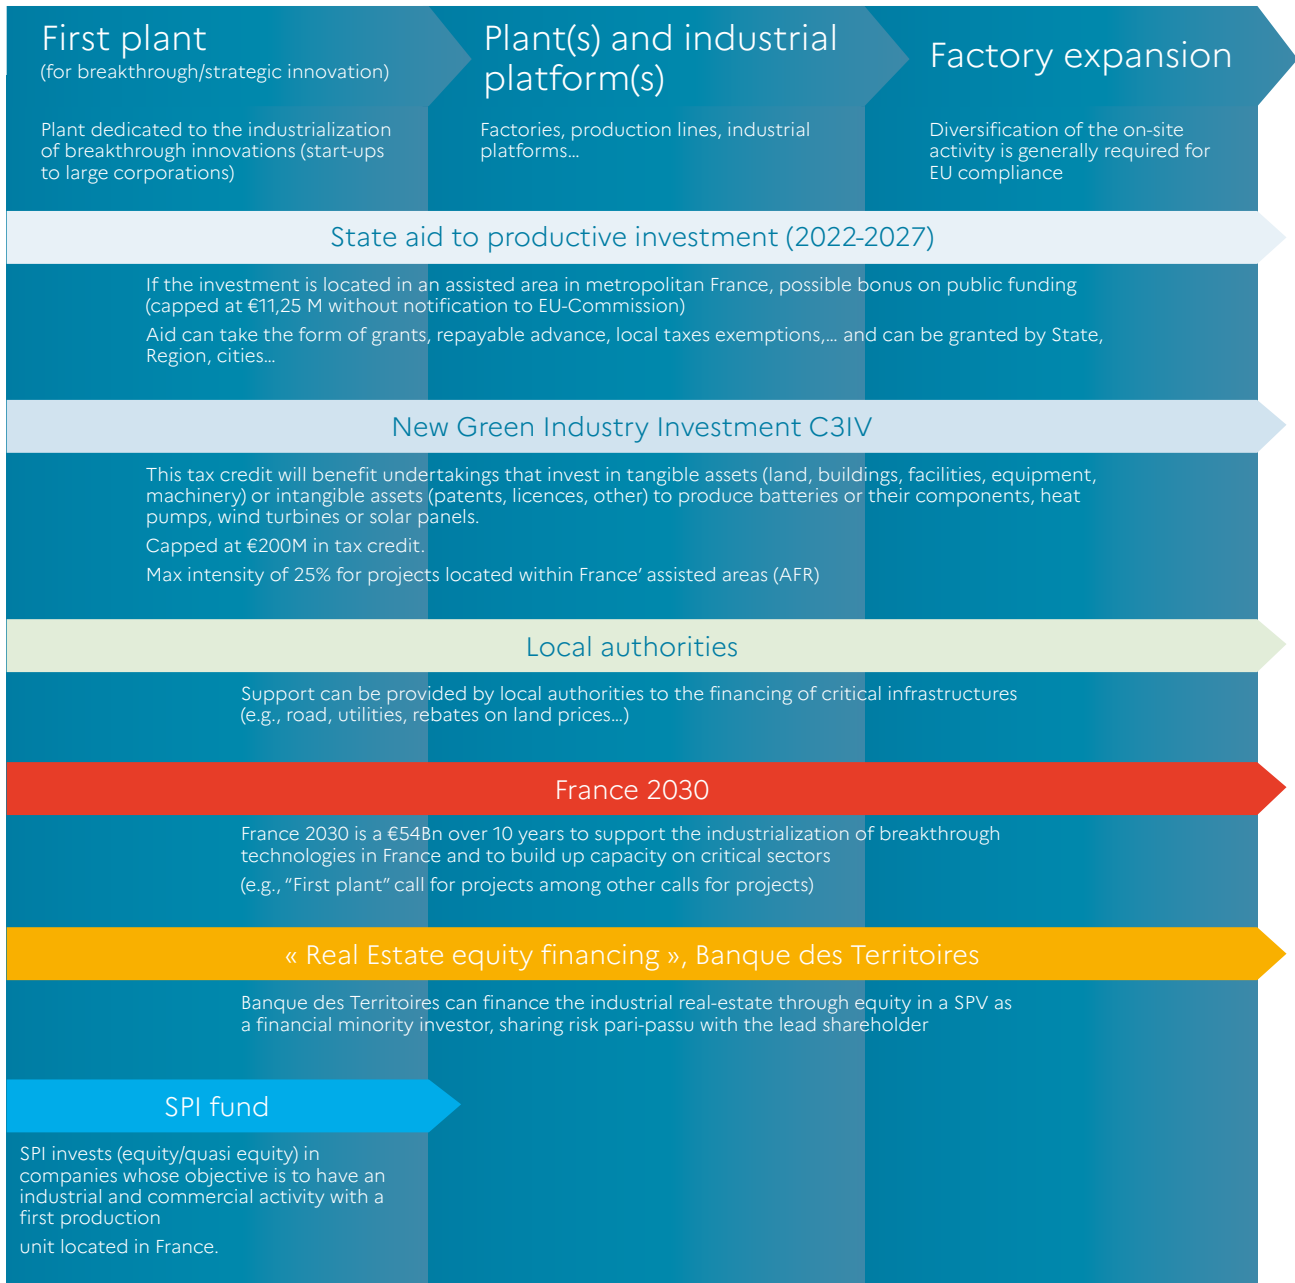 First plant
(for breakthrough/strategic innovation)
Plant(s) and industrial
platform(s)
Factory expansion
Plant dedicated to the industrialization
of breakthrough innovations (start-ups
to large corporations)
Factories, production lines, industrial
platforms…
Diversification of the on-site
activity is generally required for
EU compliance
State aid to productive investment (2022-2027)
If the investment is located in an assisted area in metropolitan France, possible bonus on public funding
(capped at €11,25 M without notification to EU-Commission)
Aid can take the form of grants, repayable advance, local taxes exemptions,… and can be granted by State,
Region, cities…
New Green Industry Investment C3IV
This tax credit will benefit undertakings that invest in tangible assets (land, buildings, facilities, equipment,
machinery) or intangible assets (patents, licences, other) to produce batteries or their components, heat
pumps, wind turbines or solar panels.
Capped at €200M in tax credit.
Max intensity of 25% for projects located within France’ assisted areas (AFR)
Local authorities
Support can be provided by local authorities to the financing of critical infrastructures
(e.g., road, utilities, rebates on land prices…)
France 2030
France 2030 is a €54Bn over 10 years to support the industrialization of breakthrough
technologies in France and to build up capacity on critical sectors
(e.g., “First plant” call for projects among other calls for projects)
« Real Estate equity financing », Banque des Territoires
Banque des Territoires can finance the industrial real-estate through equity in a SPV as
a financial minority investor, sharing risk pari-passu with the lead shareholder
SPI fund
SPI invests (equity/quasi equity) in
companies whose objective is to have an
industrial and commercial activity with a
first production
unit located in France.